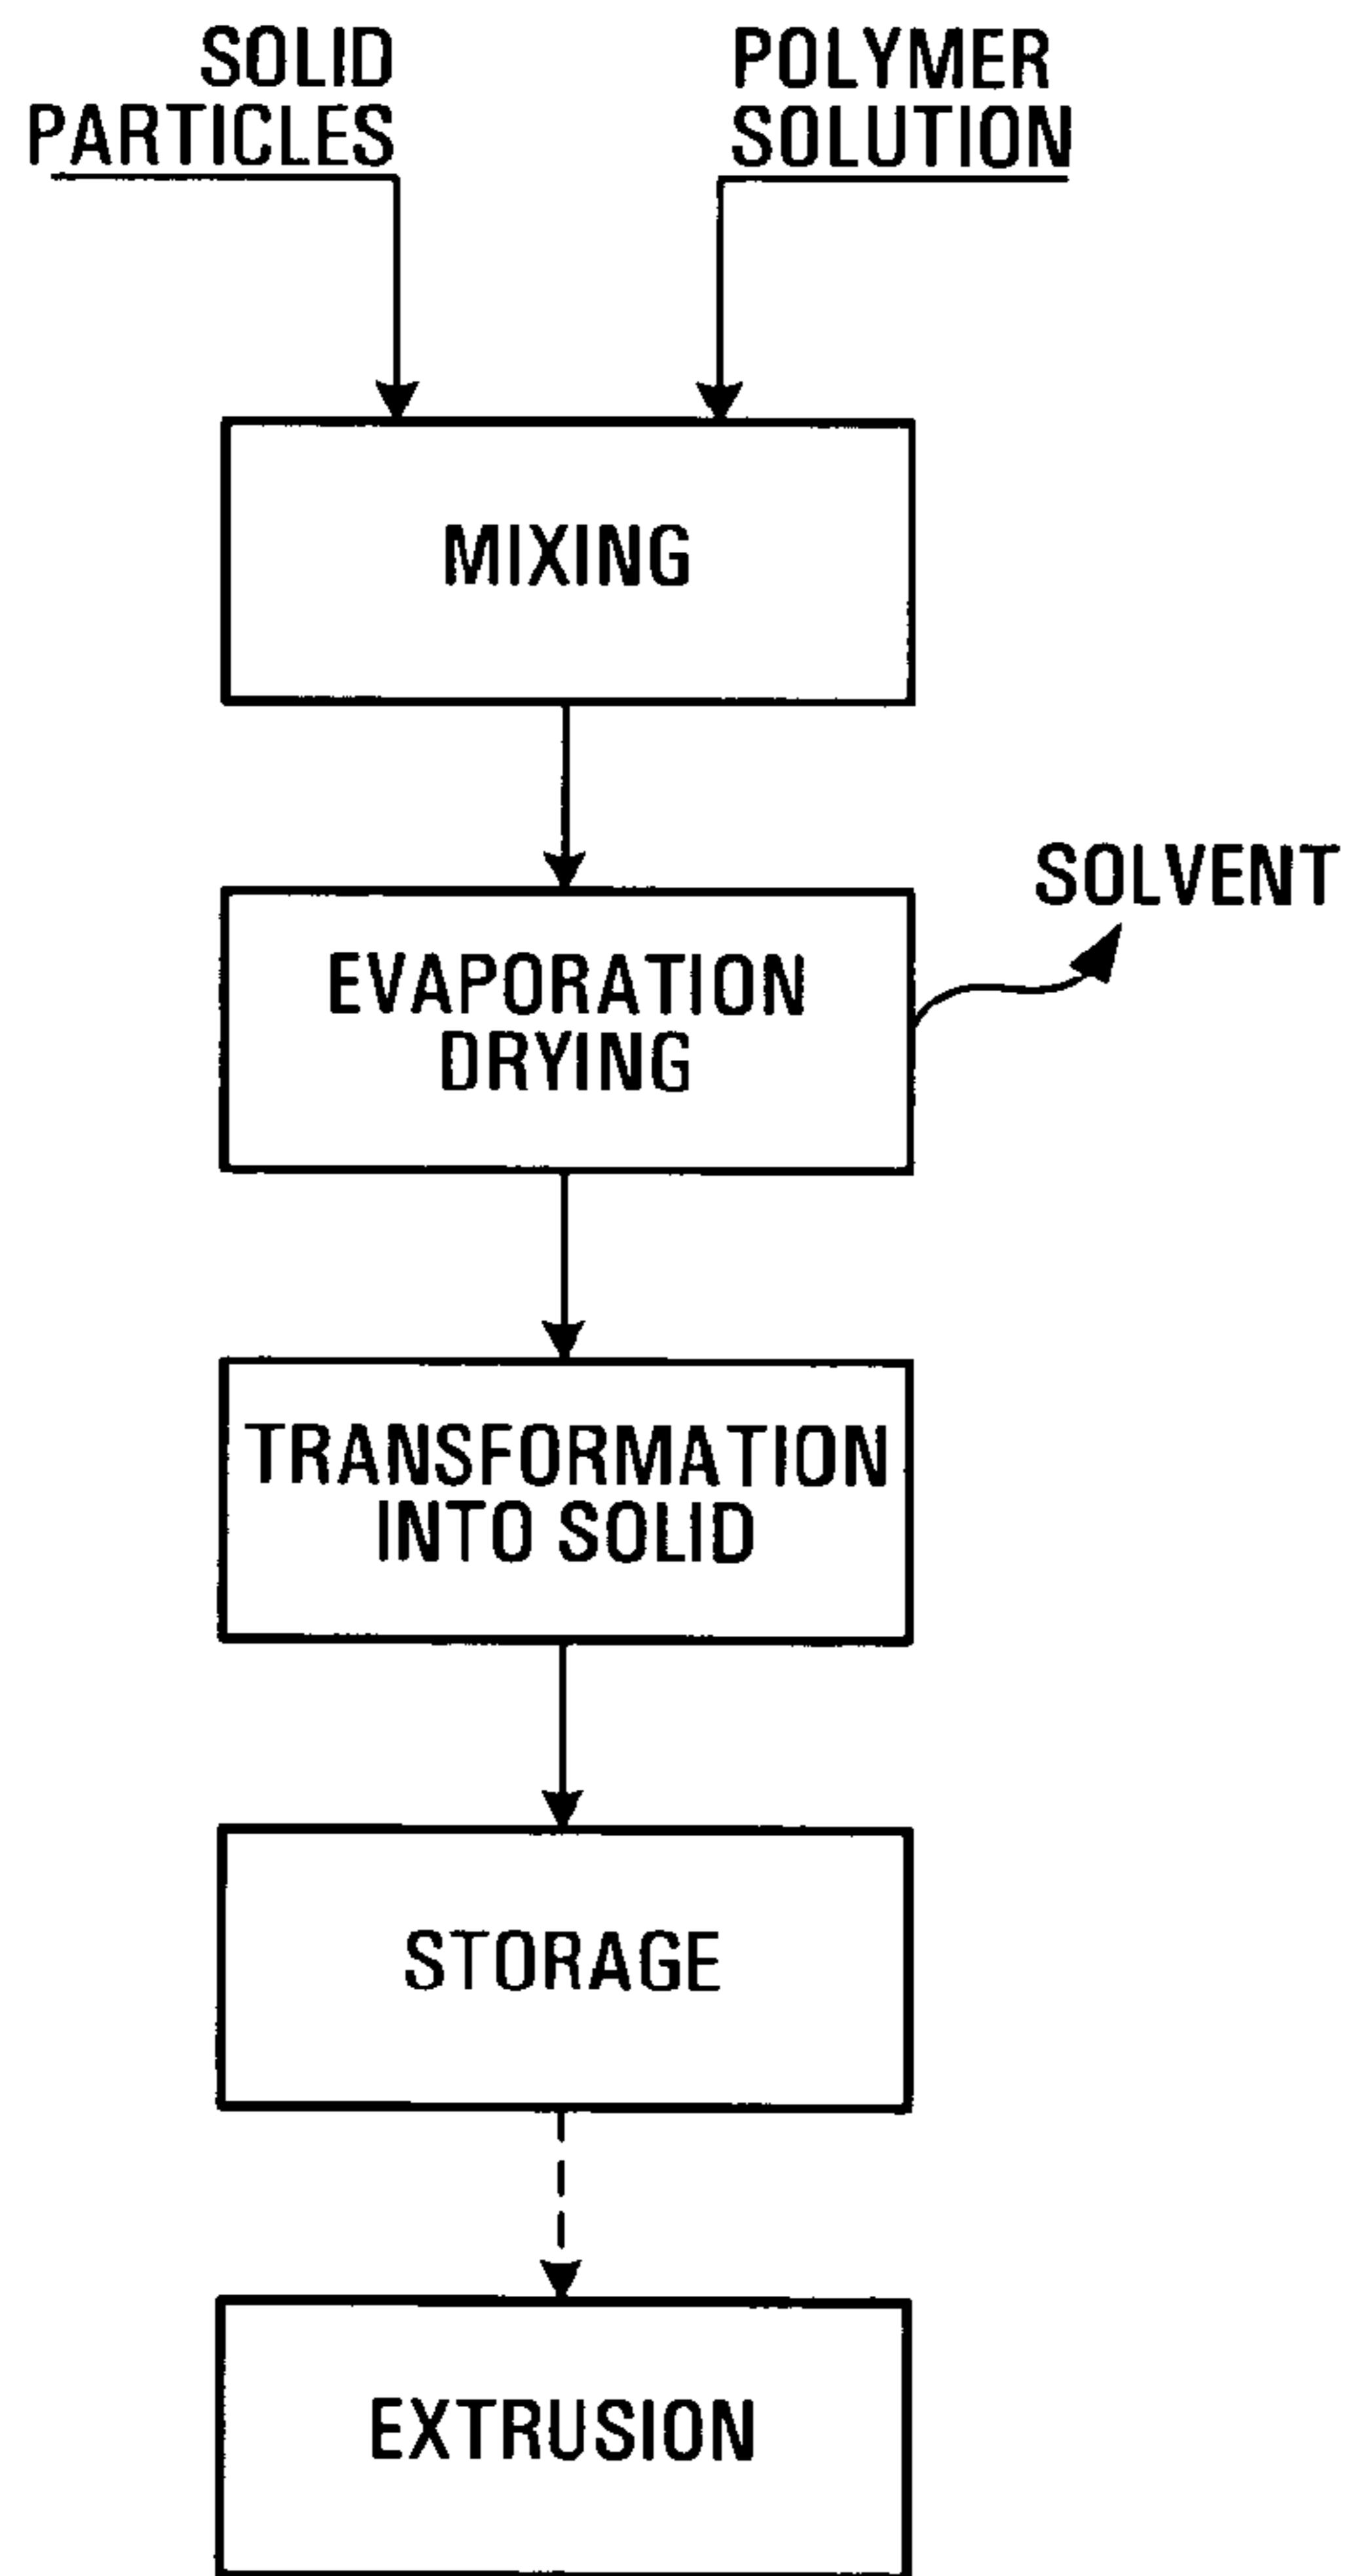 SOLID
PARTICLES
POLYMER
SOLUTION
MIXING
SOLVENT
EVAPORATION
DRYING
TRANSFORMATION
INTO SOLID
STORAGE
EXTRUSION